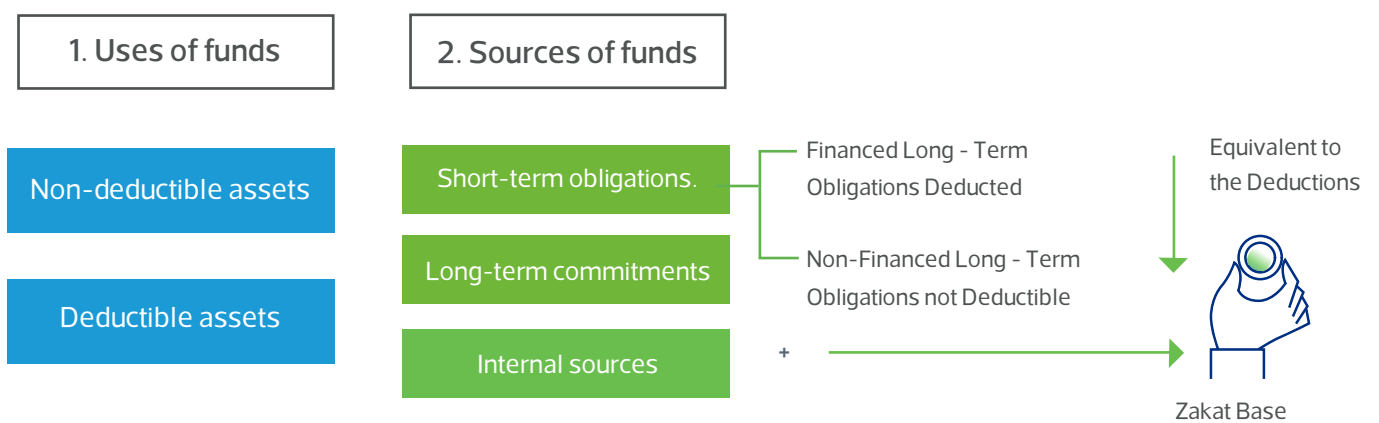 1. Uses of funds
2. Sources of funds
Non-deductible assets
Deductible assets
Short-term obligations.
Long-term commitments
Internal sources
Financed Long - Term
Obligations Deducted
Non-Financed Long - Term
Obligations not Deductible
+
Equivalent to
the Deductions
Zakat Base